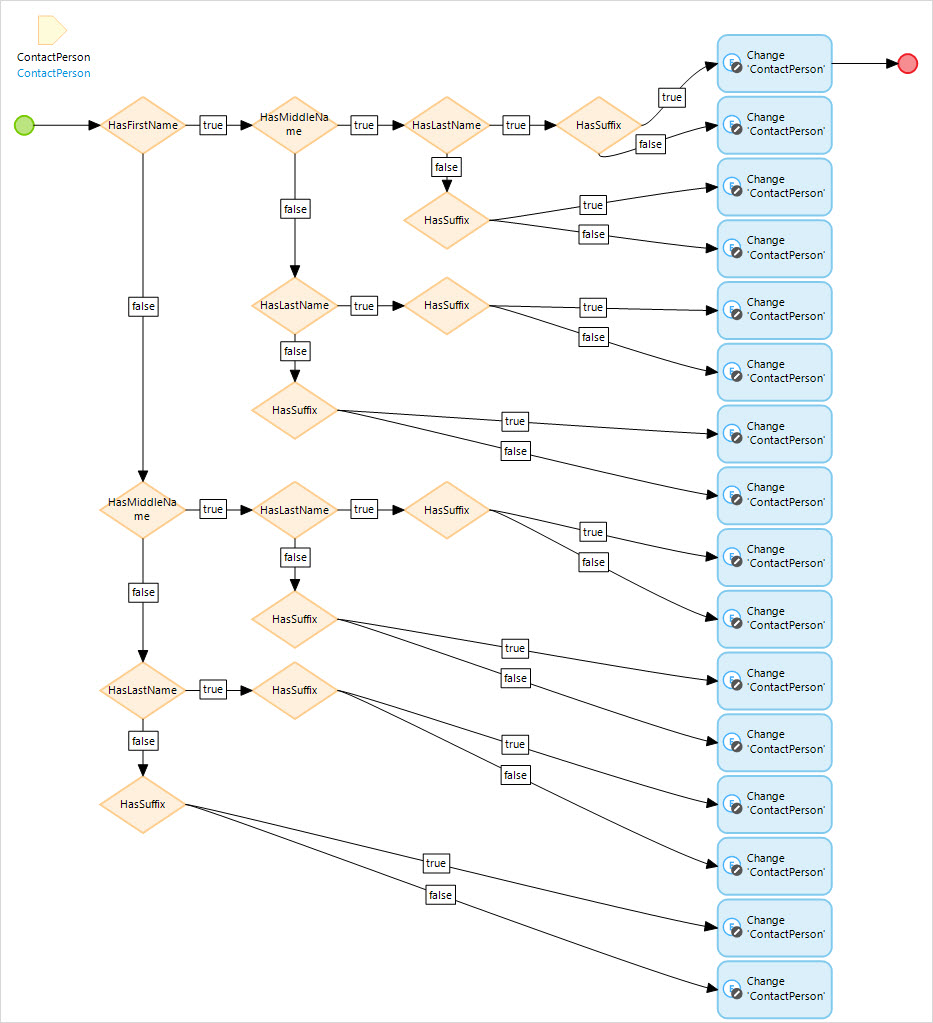 ContactPerson
ContactPerson
HasFirstName
true
HasMiddleNa
me
true
HasLastName
true
HasSuffix
true
false
Change
'ContactPerson'
Change
'ContactPerson'
false
HasSuffix
true
false
Change
'ContactPerson'
Change
'ContactPerson'
false
HasLastName
true
HasSuffix
true
false
Change
'ContactPerson'
Change
'ContactPerson'
false
HasSuffix
true
false
Change
'ContactPerson'
Change
'ContactPerson'
false
HasMiddleNa
me
true
HasLastName
true
HasSuffix
true
false
Change
'ContactPerson'
Change
'ContactPerson'
false
HasSuffix
true
false
Change
'ContactPerson'
Change
'ContactPerson'
false
HasLastName
true
HasSuffix
true
false
Change
'ContactPerson'
Change
'ContactPerson'
false
HasSuffix
true
false
Change
'ContactPerson'
Change
'ContactPerson'